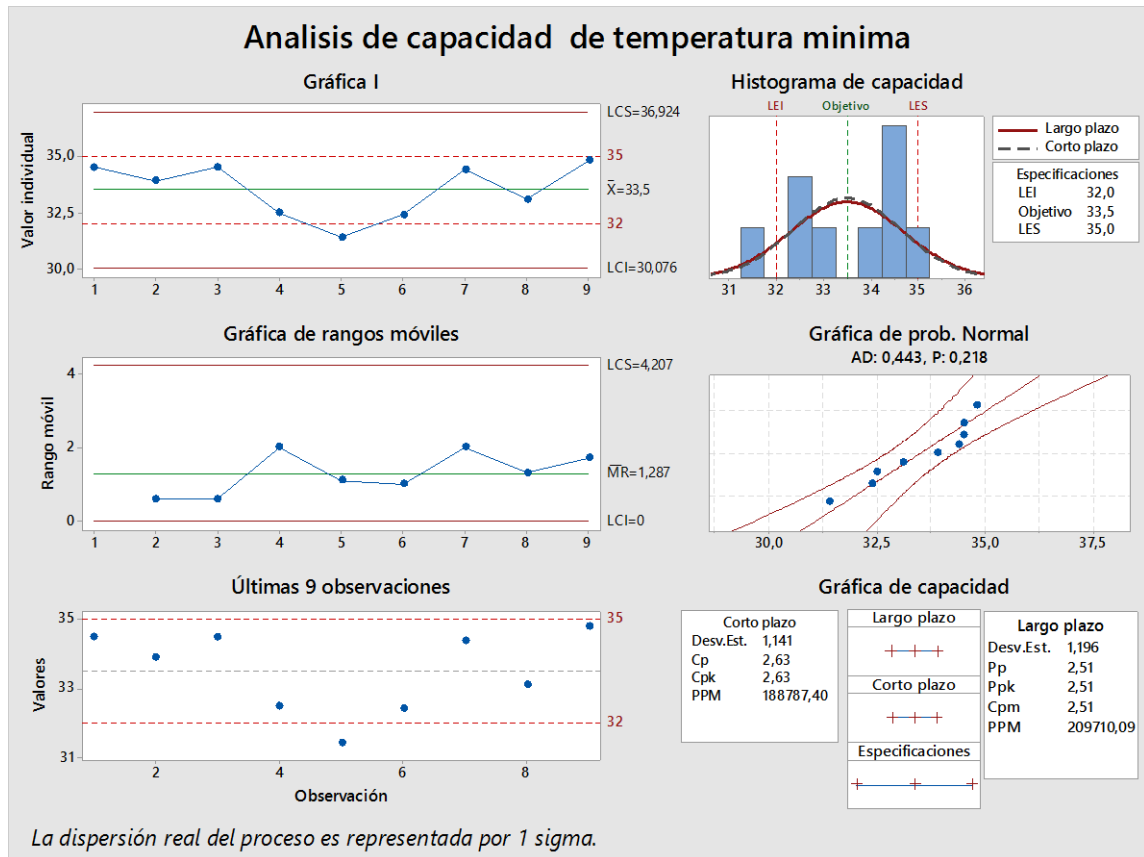 Analisis de capacidad de temperatura minima
Gráfica I
Valor individual
35,0
32,5
30,0
1 2 3 4 5 6 7 8 9
LCS=36,924
35
X̅=33,5
32
LCI=30,076
Histograma de capacidad
LEI Objetivo LES
31 32 33 34 35 36
Largo plazo
Corto plazo
Especificaciones
LEI 32,0
Objetivo 33,5
LES 35,0
Gráfica de rangos móviles
Rango móvil
4
2
0
1 2 3 4 5 6 7 8 9
LCS=4,207
M̅R̅=1,287
LCI=0
Gráfica de prob. Normal
AD: 0,443, P: 0,218
30,0 32,5 35,0 37,5
Últimas 9 observaciones
Valores
35
33
31
2 4 6 8
Observación
35
32
Gráfica de capacidad
Corto plazo
Desv.Est. 1,141
Cp 2,63
Cpk 2,63
PPM 188787,40
Largo plazo
Corto plazo
Especificaciones
Largo plazo
Desv.Est. 1,196
Pp 2,51
Ppk 2,51
Cpm 2,51
PPM 209710,09
La dispersión real del proceso es representada por 1 sigma.